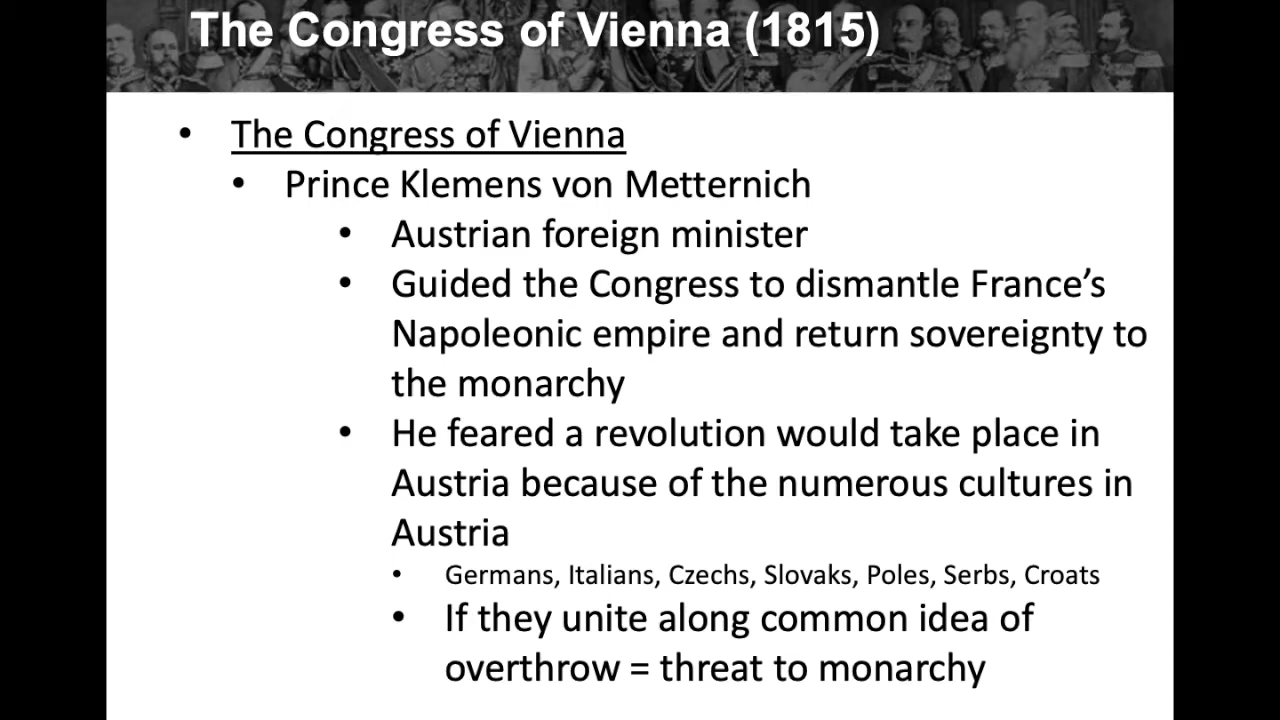 The Congress of Vienna (1815)
• The Congress of Vienna
• Prince Klemens von Metternich
• Austrian foreign minister
• Guided the Congress to dismantle France’s
Napoleonic empire and return sovereignty to
the monarchy
• He feared a revolution would take place in
Austria because of the numerous cultures in
Austria
• Germans, Italians, Czechs, Slovaks, Poles, Serbs, Croats
• If they unite along common idea of
overthrow = threat to monarchy